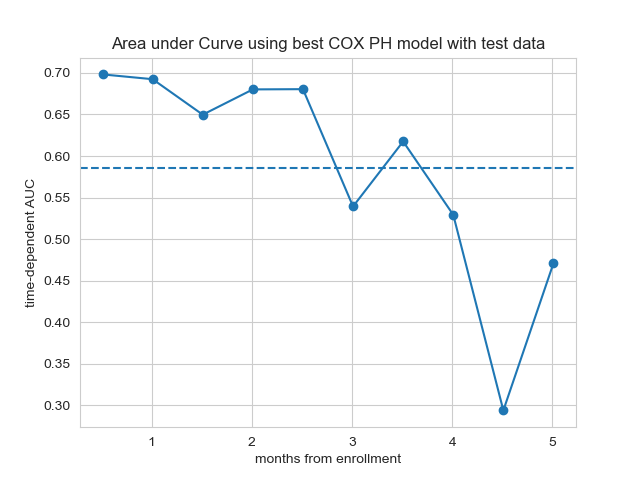 Area under Curve using best COX PH model with test data
time-dependent AUC
0.70
0.65
0.60
0.55
0.50
0.45
0.40
0.35
0.30
1 2 3 4 5
months from enrollment